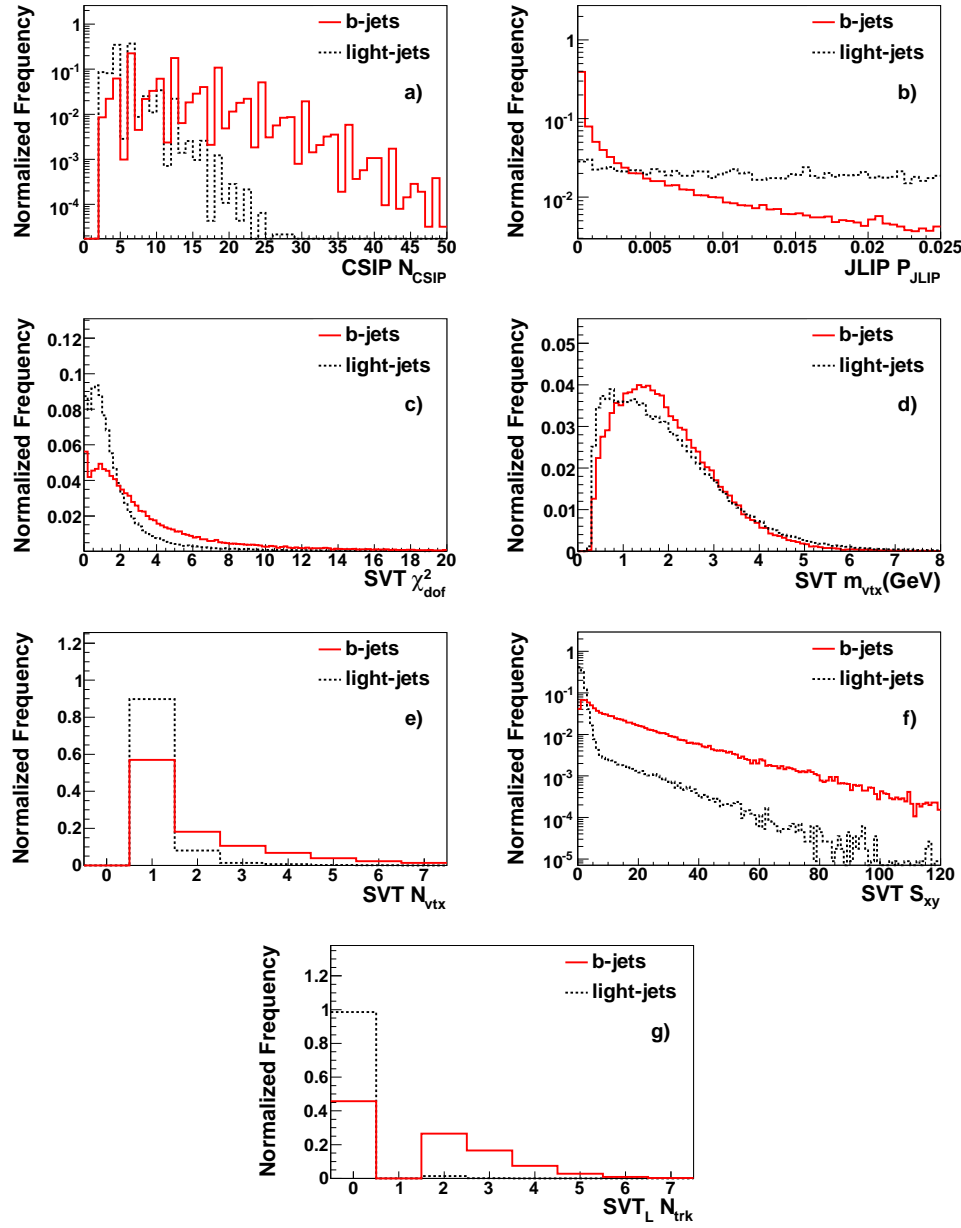 b-jets
light-jets
a)
Normalized Frequency
1
10^-1
10^-2
10^-3
10^-4
0 5 10 15 20 25 30 35 40 45 50
CSIP N_CSIP
b-jets
light-jets
b)
Normalized Frequency
1
10^-1
10^-2
0 0.005 0.01 0.015 0.02 0.025
JLIP P_JLIP
b-jets
light-jets
c)
Normalized Frequency
0.12
0.1
0.08
0.06
0.04
0.02
0 2 4 6 8 10 12 14 16 18 20
SVT χ²_dof
b-jets
light-jets
d)
Normalized Frequency
0.05
0.04
0.03
0.02
0.01
0
0 1 2 3 4 5 6 7 8
SVT m_vtx(GeV)
b-jets
light-jets
e)
Normalized Frequency
1.2
1
0.8
0.6
0.4
0.2
0
0 1 2 3 4 5 6 7
SVT N_vtx
b-jets
light-jets
f)
Normalized Frequency
1
10^-1
10^-2
10^-3
10^-4
10^-5
0 20 40 60 80 100 120
SVT S_xy
b-jets
light-jets
g)
Normalized Frequency
1.2
1
0.8
0.6
0.4
0.2
0
0 1 2 3 4 5 6 7
SVT_L N_trk